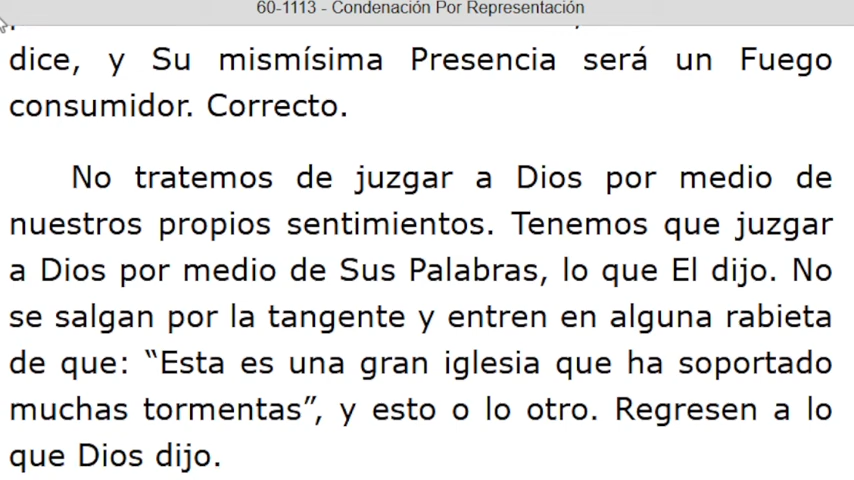 60-1113 - Condenación Por Representación
dice, y Su mismísima Presencia será un Fuego
consumidor. Correcto.
No tratemos de juzgar a Dios por medio de
nuestros propios sentimientos. Tenemos que juzgar
a Dios por medio de Sus Palabras, lo que El dijo. No
se salgan por la tangente y entren en alguna rabieta
de que: “Esta es una gran iglesia que ha soportado
muchas tormentas”, y esto o lo otro. Regresen a lo
que Dios dijo.